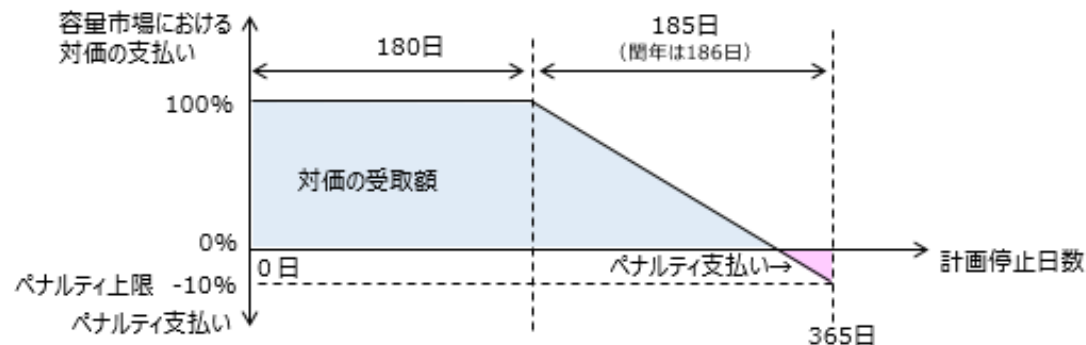 容量市場における
対価の支払い
180日
185日
(閏年は186日)
100%
対価の受取額
0%
0日
ペナルティ支払い→
計画停止日数
ペナルティ上限 -10%
ペナルティ支払い
365日